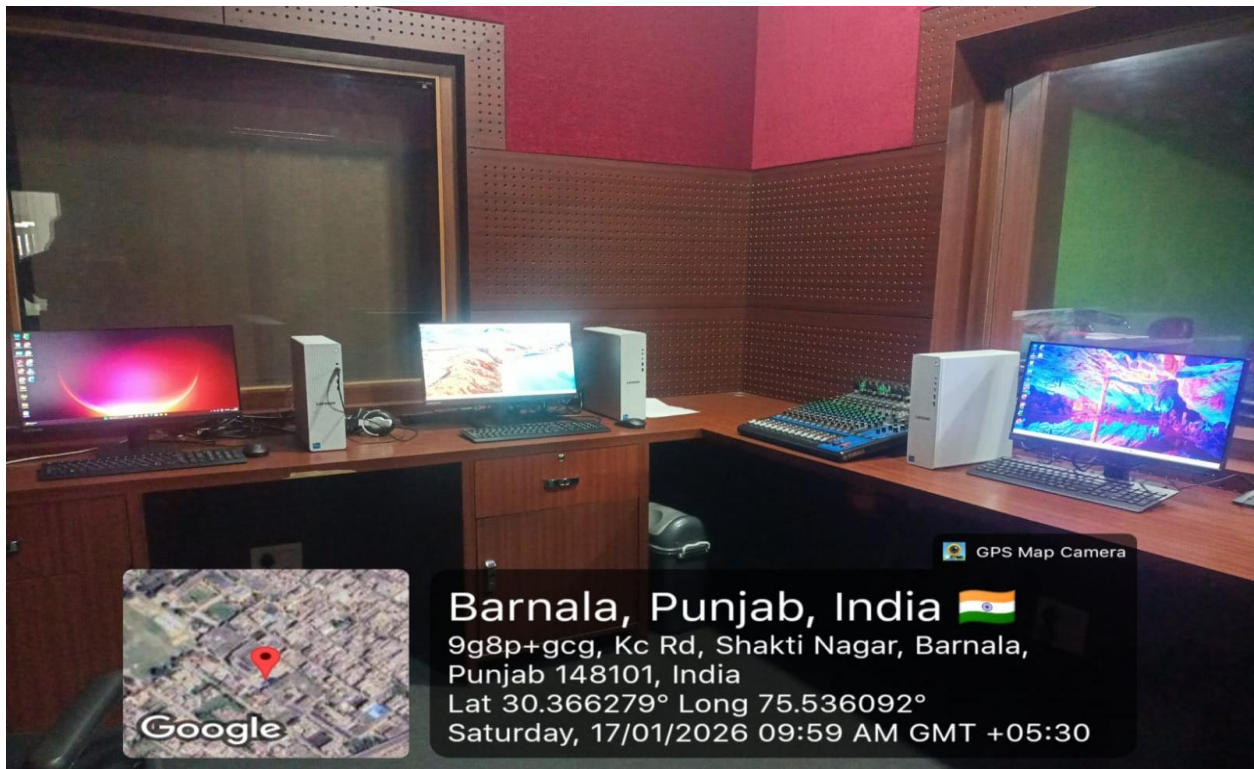 GPS Map Camera
Barnala, Punjab, India 🇮🇳
9g8p+gcg, Kc Rd, Shakti Nagar, Barnala,
Punjab 148101, India
Lat 30.366279° Long 75.536092°
Saturday, 17/01/2026 09:59 AM GMT +05:30
Google